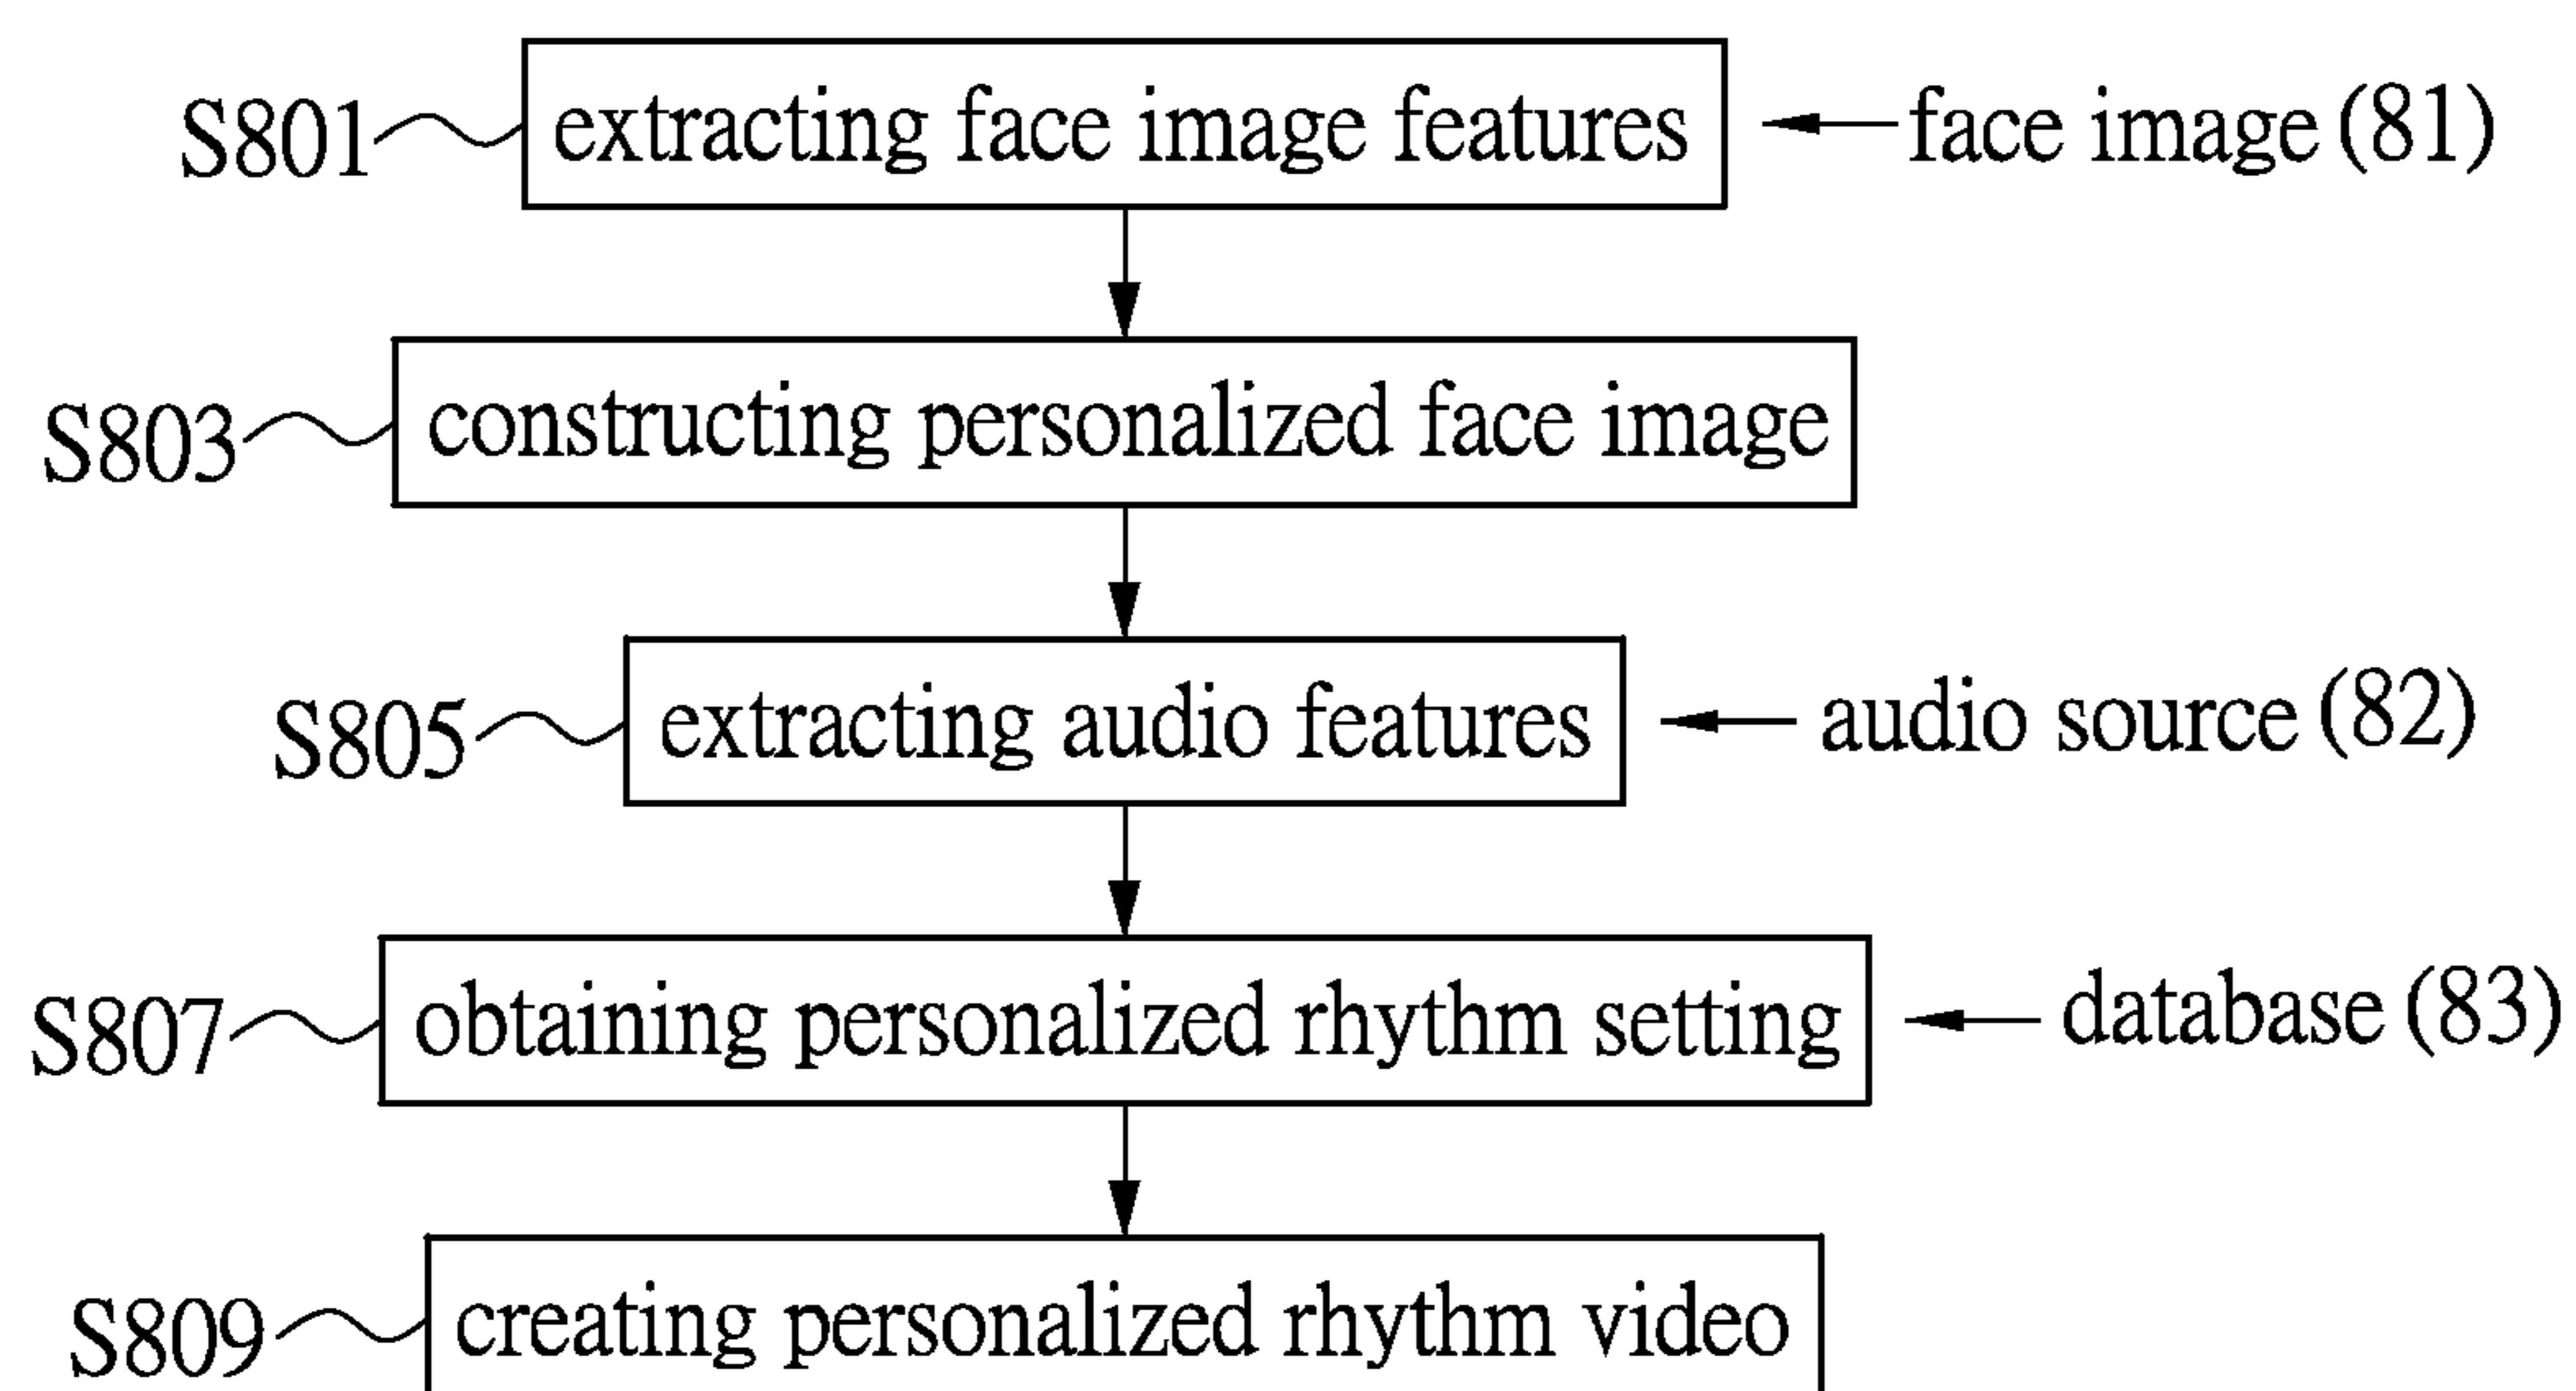 S801 extracting face image features face image (81)
S803 constructing personalized face image
S805 extracting audio features audio source (82)
S807 obtaining personalized rhythm setting database (83)
S809 creating personalized rhythm video